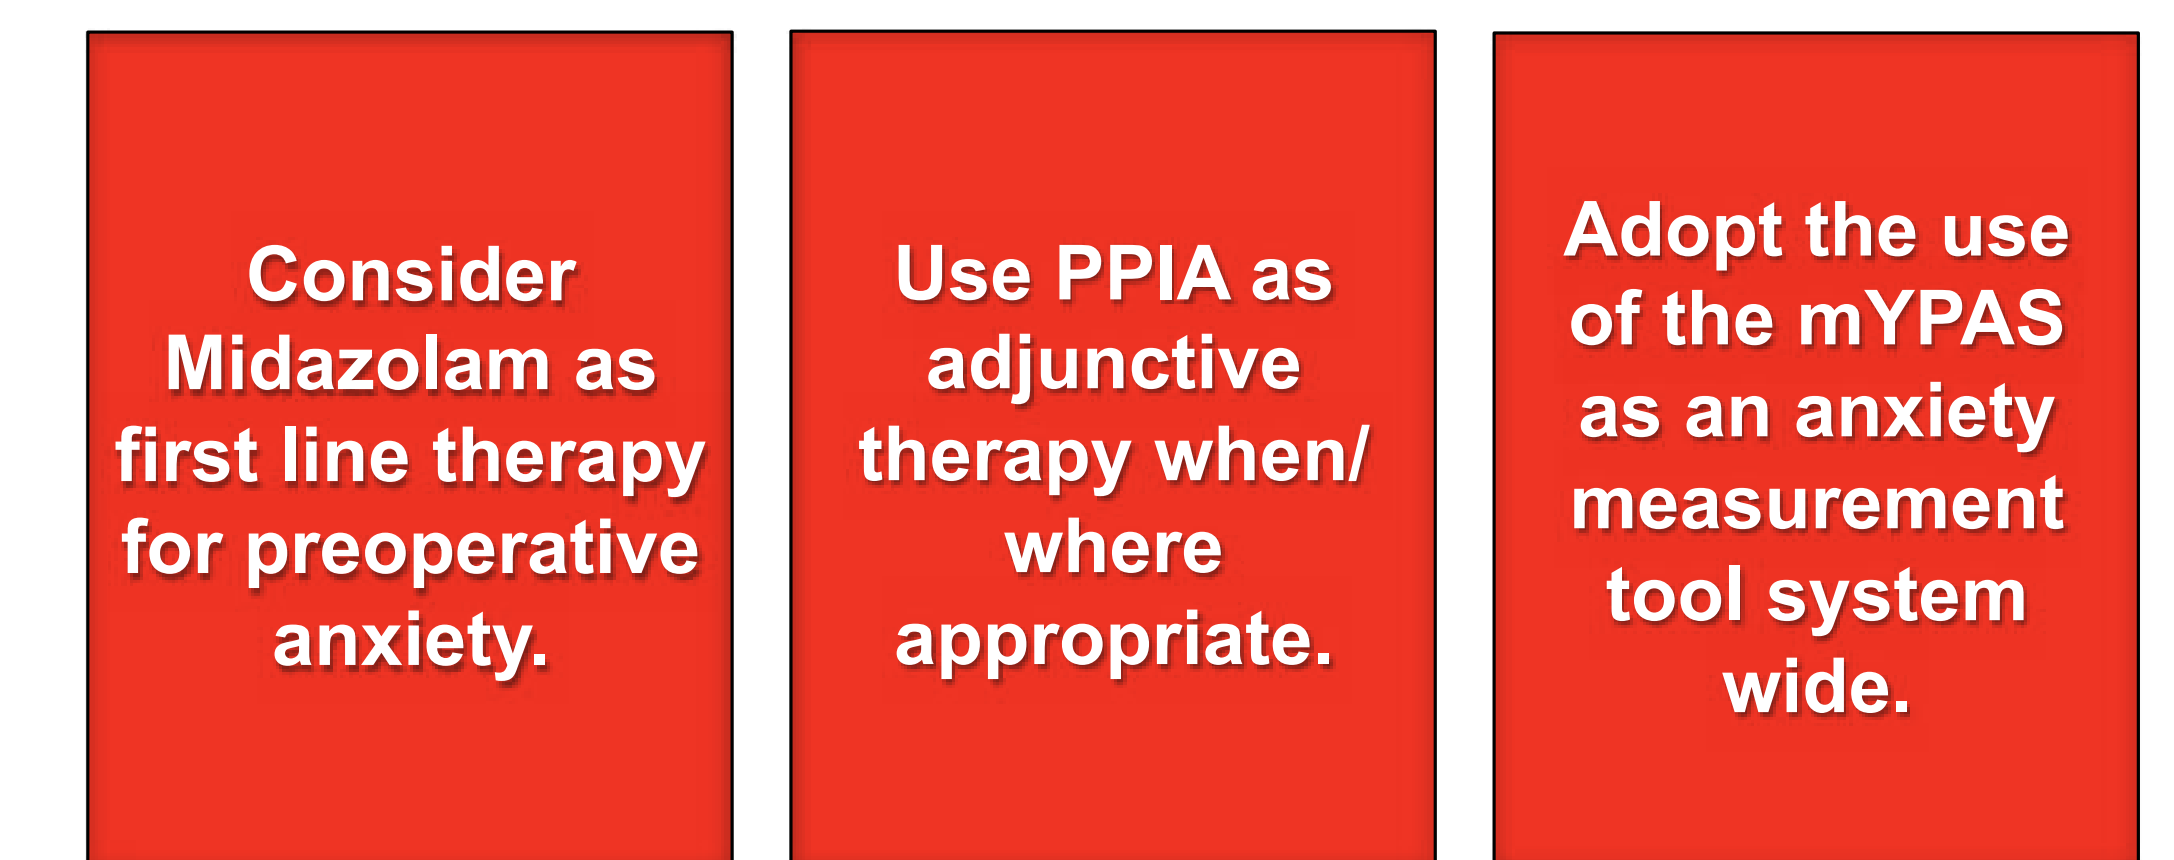 Consider
Midazolam as
first line therapy
for preoperative
anxiety.
Use PPIA as
adjunctive
therapy when/
where
appropriate.
Adopt the use
of the mYPAS
as an anxiety
measurement
tool system
wide.